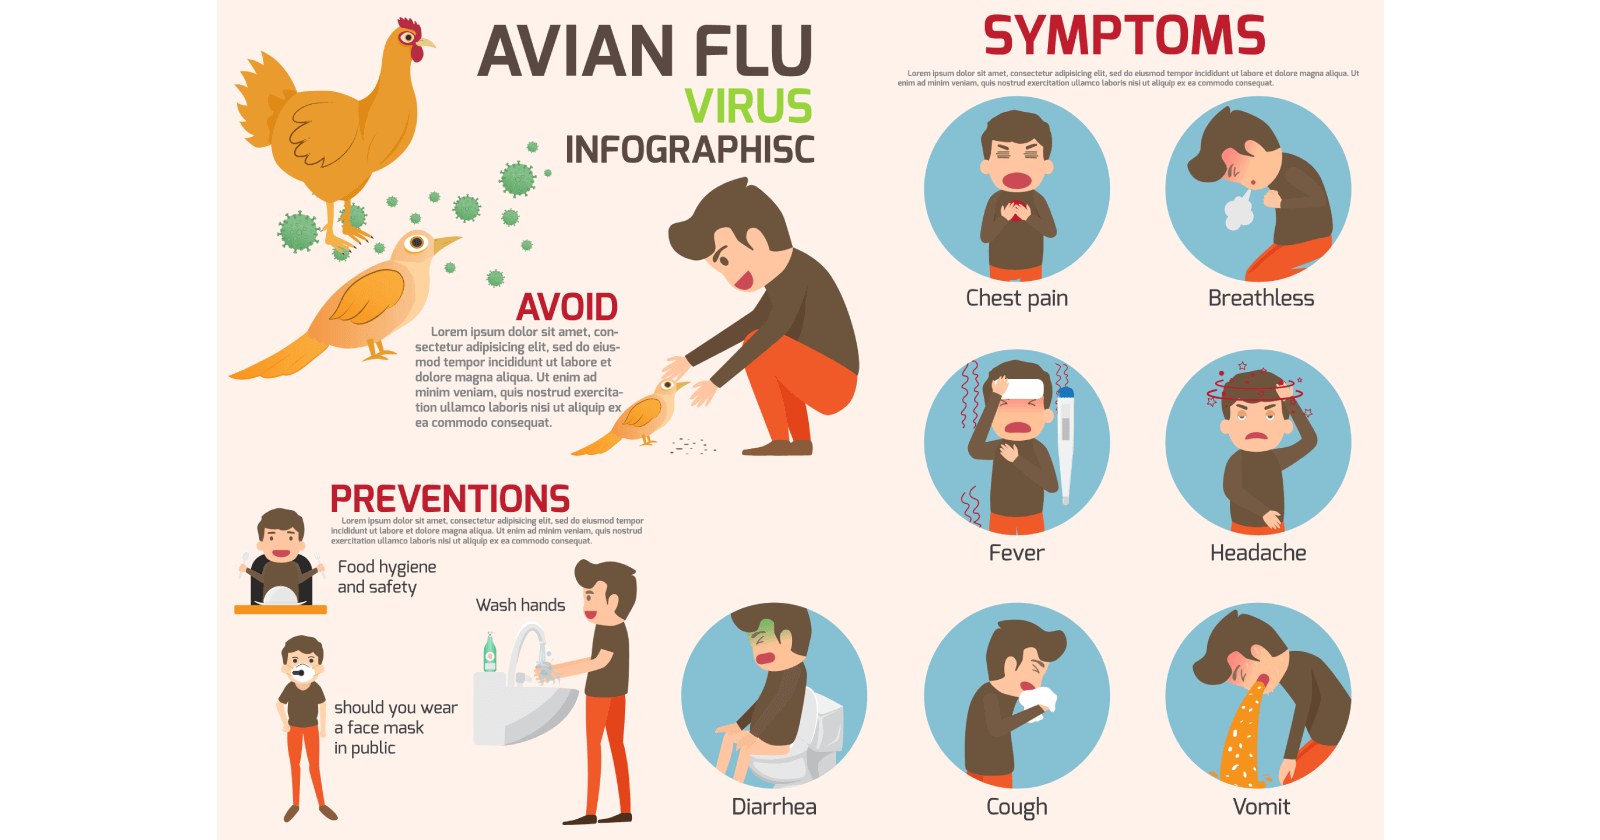 AVIAN FLU
VIRUS
INFOGRAPHISC
AVOID
Lorem ipsum dolor sit amet, con-
sectetur adipisicing elit, sed do eius-
mod tempor incididunt ut labore et
dolore magna aliqua. Ut enim ad
minim veniam, quis nostrud exercita-
tion ullamco laboris nisi ut aliquip ex
ea commodo consequat.
PREVENTIONS
Lorem ipsum dolor sit amet, consectetur adipisicing elit, sed do eiusmod tempor
incididunt ut labore et dolore magna aliqua. Ut enim ad minim veniam, quis nostrud
exercitation ullamco laboris nisi ut aliquip ex ea commodo consequat.
Food hygiene
and safety
Wash hands
should you wear
a face mask
in public
SYMPTOMS
Lorem ipsum dolor sit amet, consectetur adipisicing elit, sed do eiusmod tempor incididunt ut labore et dolore magna aliqua. Ut
enim ad minim veniam, quis nostrud exercitation ullamco laboris nisi ut aliquip ex ea commodo consequat.
Chest pain
Breathless
Fever
Headache
Diarrhea
Cough
Vomit